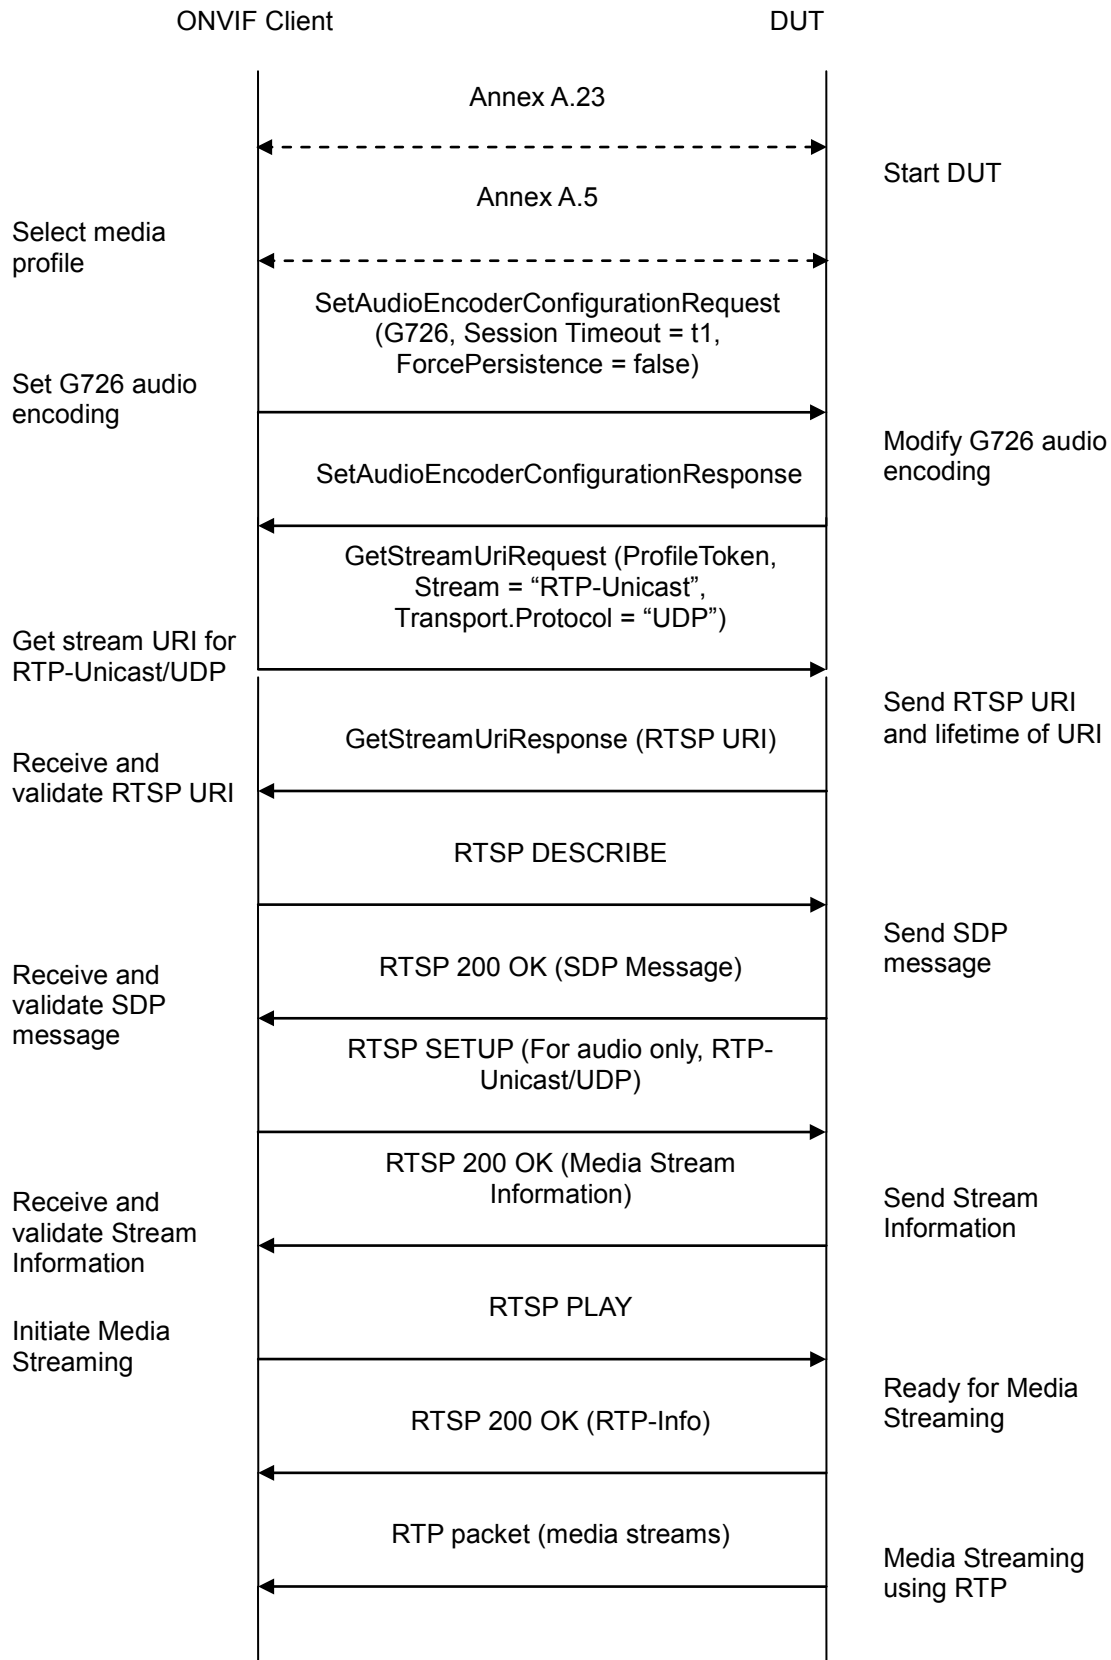 ONVIF Client
DUT
Annex A.23
Start DUT
Annex A.5
Select media
profile
SetAudioEncoderConfigurationRequest
(G726, Session Timeout = t1,
ForcePersistence = false)
Set G726 audio
encoding
Modify G726 audio
encoding
SetAudioEncoderConfigurationResponse
GetStreamUriRequest (ProfileToken,
Stream = “RTP-Unicast”,
Transport.Protocol = “UDP”)
Get stream URI for
RTP-Unicast/UDP
Send RTSP URI
and lifetime of URI
GetStreamUriResponse (RTSP URI)
Receive and
validate RTSP URI
RTSP DESCRIBE
Send SDP
message
RTSP 200 OK (SDP Message)
Receive and
validate SDP
message
RTSP SETUP (For audio only, RTP-
Unicast/UDP)
RTSP 200 OK (Media Stream
Information)
Send Stream
Information
Receive and
validate Stream
Information
RTSP PLAY
Initiate Media
Streaming
Ready for Media
Streaming
RTSP 200 OK (RTP-Info)
RTP packet (media streams)
Media Streaming
using RTP